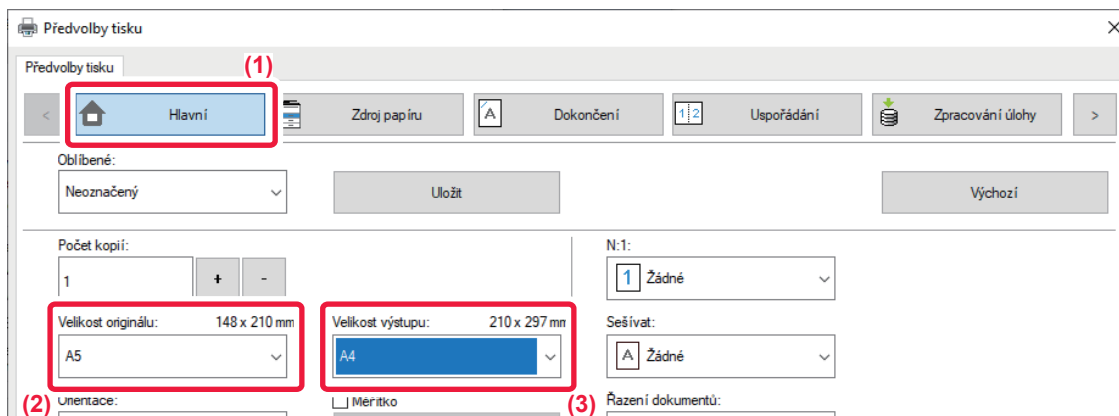 Předvolby tisku
Předvolby tisku
(1)
< Hlavní Zdroj papíru Dokončení Uspořádání Zpracování úlohy >
Oblíbené:
Neoznačený Uložit Výchozí
Počet kopií: N:1:
1 + - 1 Žádné
Velikost originálu: 148 x 210 mm Velikost výstupu: 210 x 297 mm Sešívat:
A5 A4 A Žádné
(2) Orientace: Měřítko (3) Řazení dokumentů: